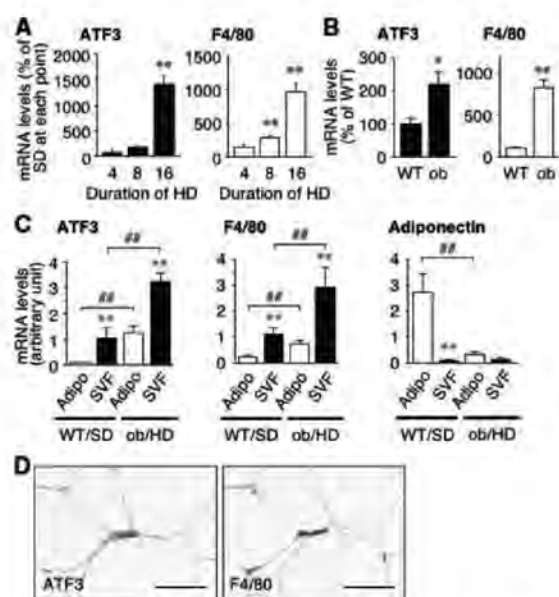 A
ATF3
F4/80
mRNA levels (% of
SD at each point)
2000
1500
1000
500
0
4 8 16
Duration of HD
1500
1000
500
0
4 8 16
Duration of HD
**
**
**
B
ATF3
F4/80
mRNA levels
(% of WT)
300
200
100
0
WT ob
*
1000
500
0
WT ob
**
C
ATF3
F4/80
Adiponectin
mRNA levels
(arbitrary unit)
4
3
2
1
0
##
##
**
**
Adipo SVF Adipo SVF
WT/SD ob/HD
4
3
2
1
0
##
##
**
**
Adipo SVF Adipo SVF
WT/SD ob/HD
4
3
2
1
0
##
**
Adipo SVF Adipo SVF
WT/SD ob/HD
D
ATF3
F4/80